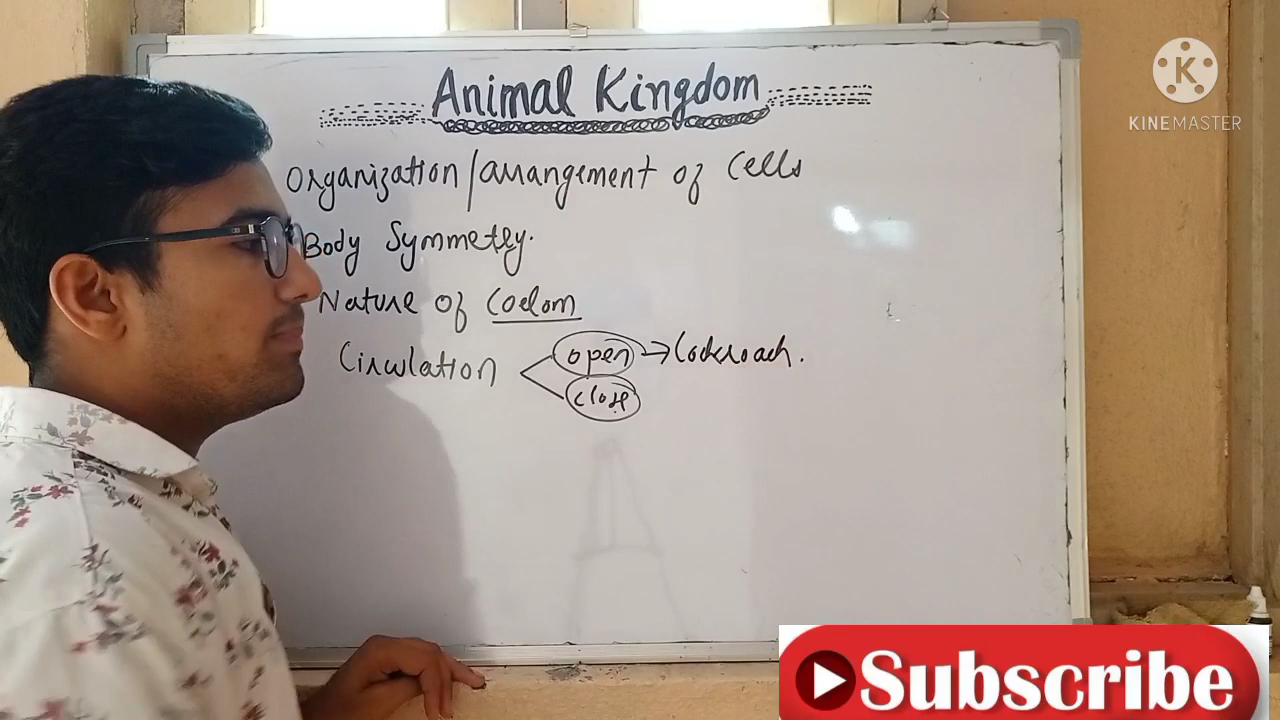 Animal Kingdom
Organization/arrangement of cells
Body Symmetry.
Nature of Coelom
Circulation open → Cockroach.
close
K
KINEMASTER
Subscribe